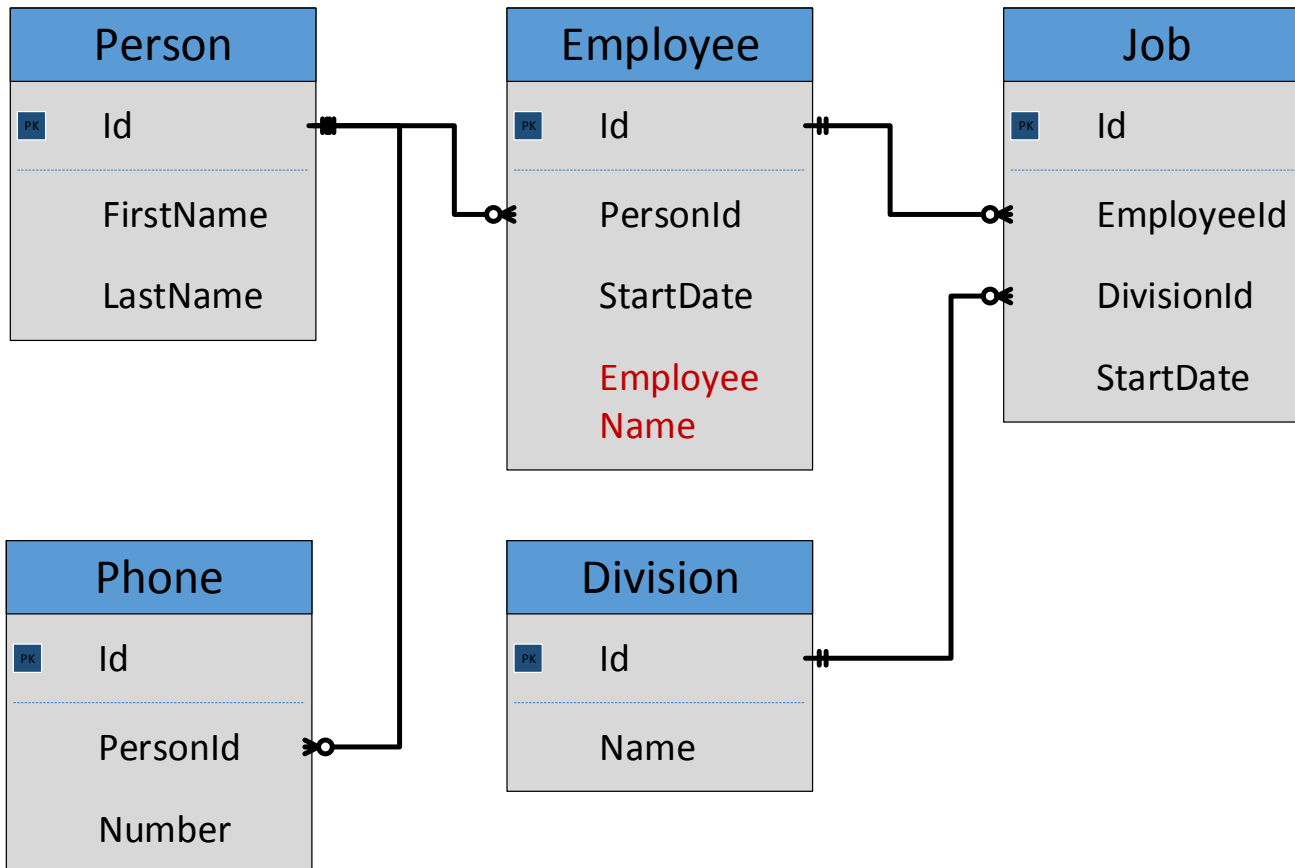 Person
PK Id
FirstName
LastName
Employee
PK Id
PersonId
StartDate
Employee
Name
Job
PK Id
EmployeeId
DivisionId
StartDate
Phone
PK Id
PersonId
Number
Division
PK Id
Name